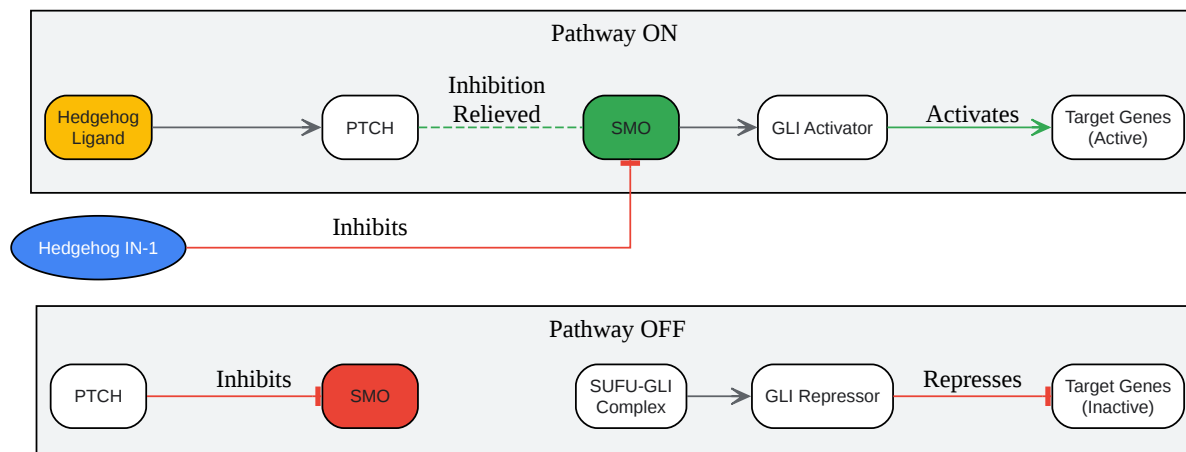 Pathway ON
Inhibition
Relieved
Hedgehog
Ligand
PTCH
SMO
GLI Activator
Activates
Target Genes
(Active)
Inhibits
Hedgehog IN-1
Pathway OFF
PTCH
Inhibits
SMO
SUFU-GLI
Complex
GLI Repressor
Represses
Target Genes
(Inactive)